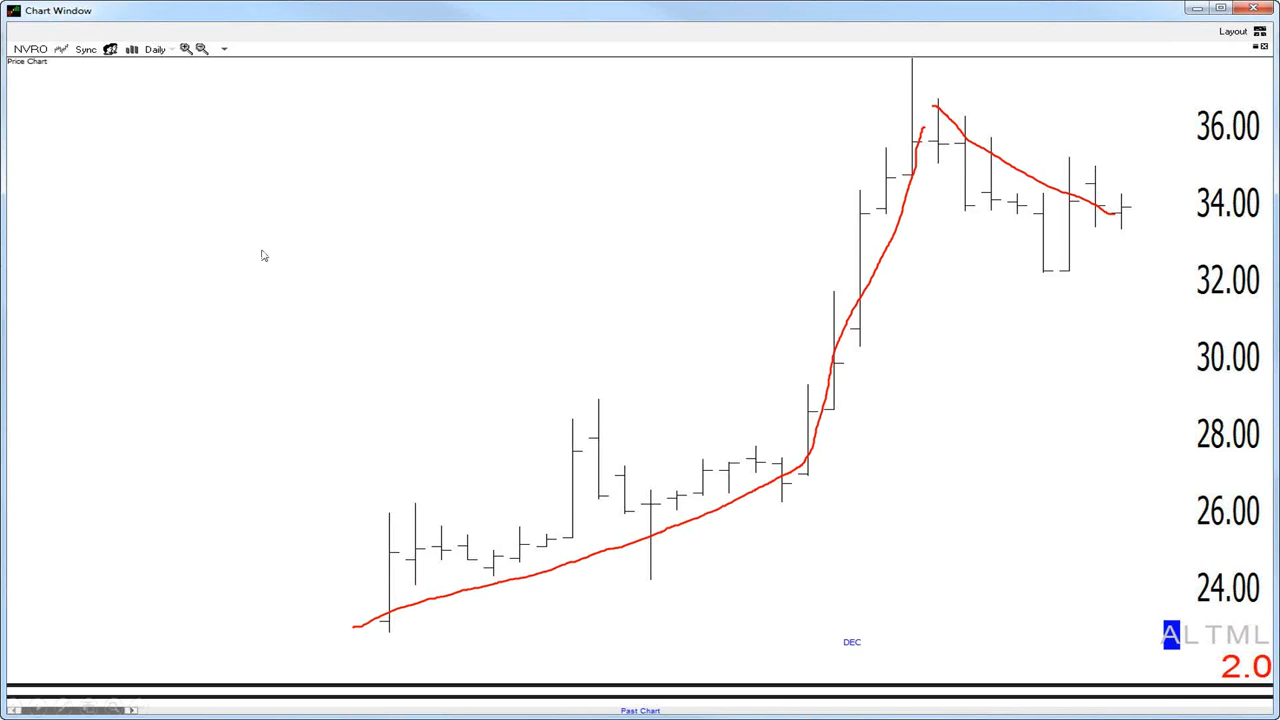 Chart Window
Layout
NVRO Sync Daily
Price Chart
36.00
34.00
32.00
30.00
28.00
26.00
24.00
DEC
ALTML
2.0
Past Chart